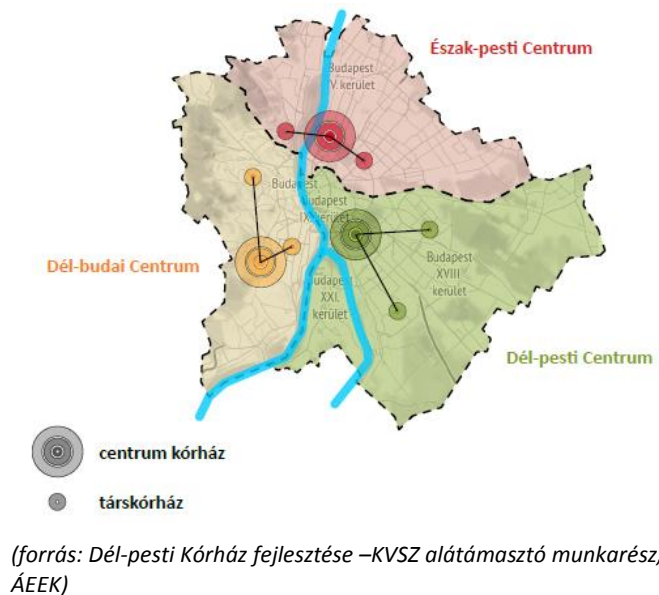 Észak-pesti Centrum
Budapest
V. kerület
Budapest
Budapest
IX. kerület
Dél-budai Centrum
Budapest
XVIII
kerület
Budapest
XXI.
kerület
Dél-pesti Centrum
centrum kórház
társkórház
(forrás: Dél-pesti Kórház fejlesztése –KVSZ alátámasztó munkarész,
ÁEEK)